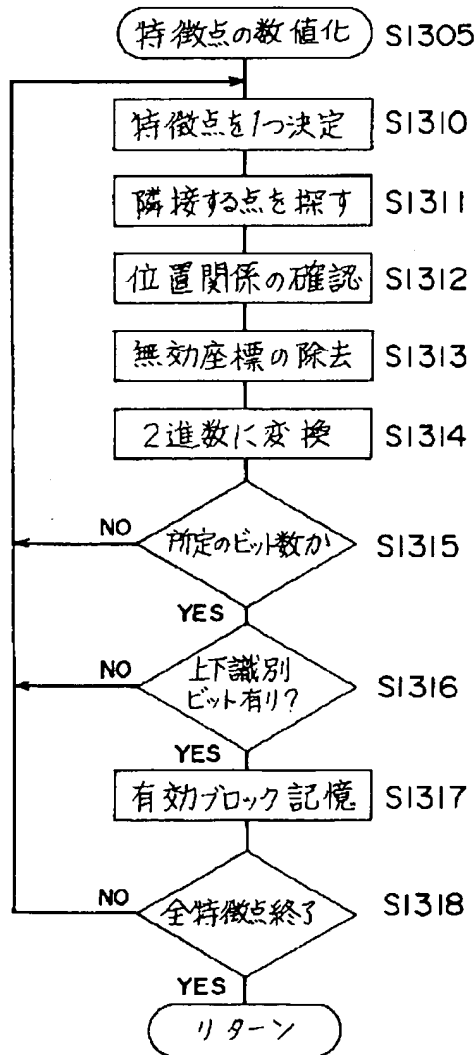 特徴点の数値化 S1305
特徴点を1つ決定 S1310
隣接する点を探す S1311
位置関係の確認 S1312
無効座標の除去 S1313
2進数に変換 S1314
NO 所定のビット数か S1315
YES
NO 上下識別 S1316
ビット有り?
YES
有効ブロック記憶 S1317
NO 全特徴点終了 S1318
YES
リターン